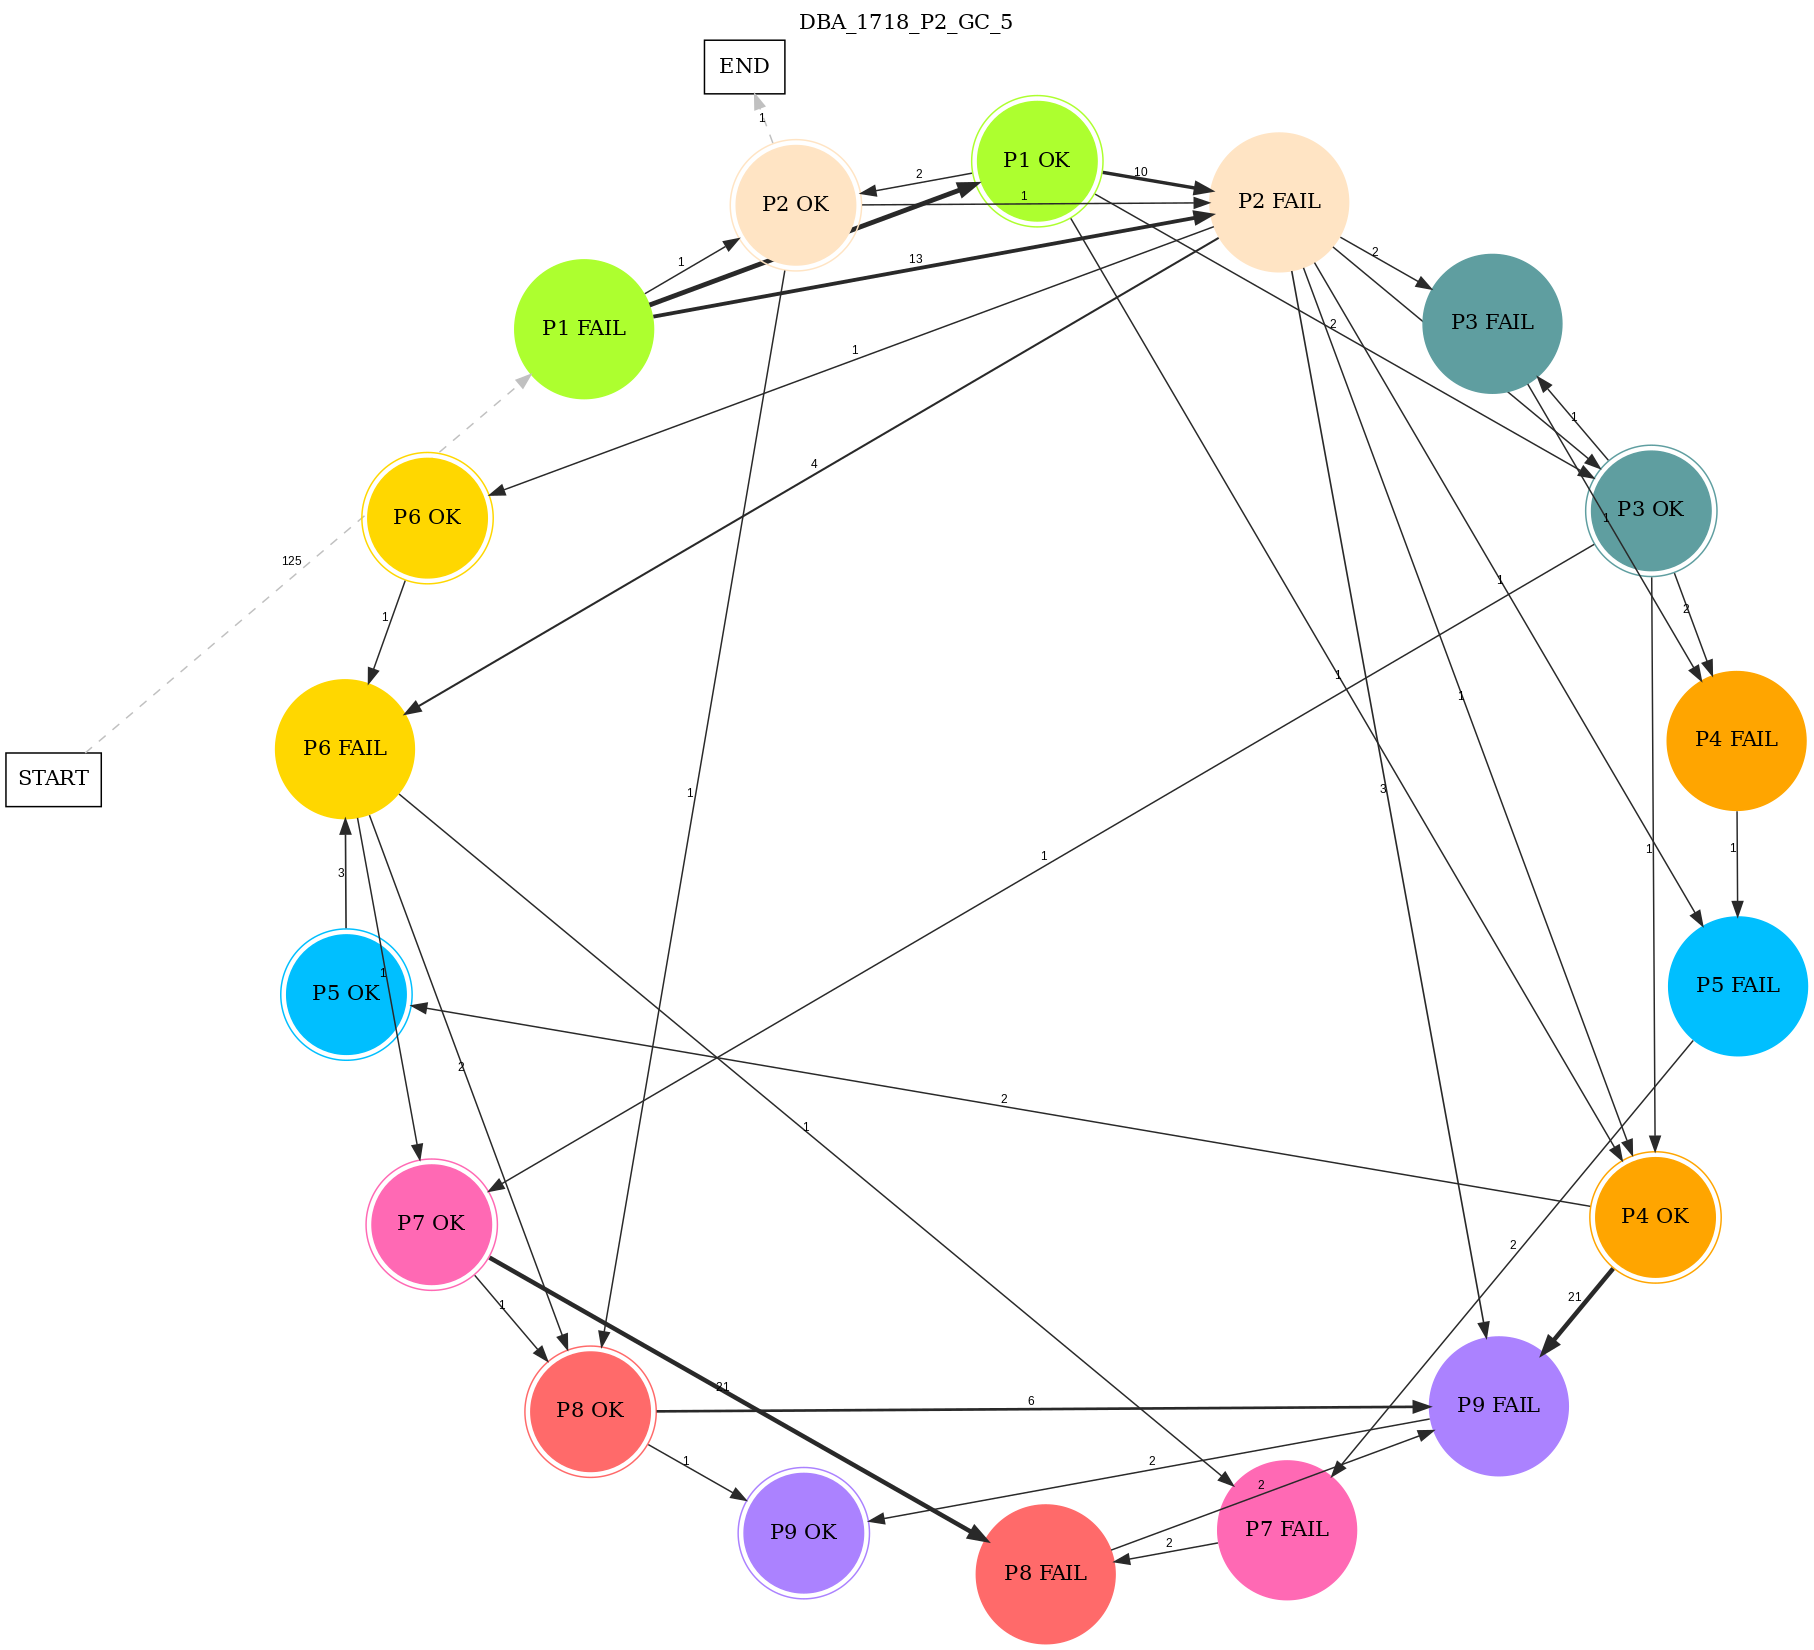 DBA_1718_P2_GC_5
END
1
P1 OK
2
10
P2 OK
P2 FAIL
1
1
2
13
P1 FAIL
P3 FAIL
2
1
1
4
P6 OK
P3 OK
1
125
1
1
2
1
1
1
P6 FAIL
P4 FAIL
START
3
1
1
1
1
3
1
P5 OK
P5 FAIL
2
2
1
P7 OK
P4 OK
2
1
21
21
6
P8 OK
P9 FAIL
1
2
2
P9 OK
P7 FAIL
2
P8 FAIL